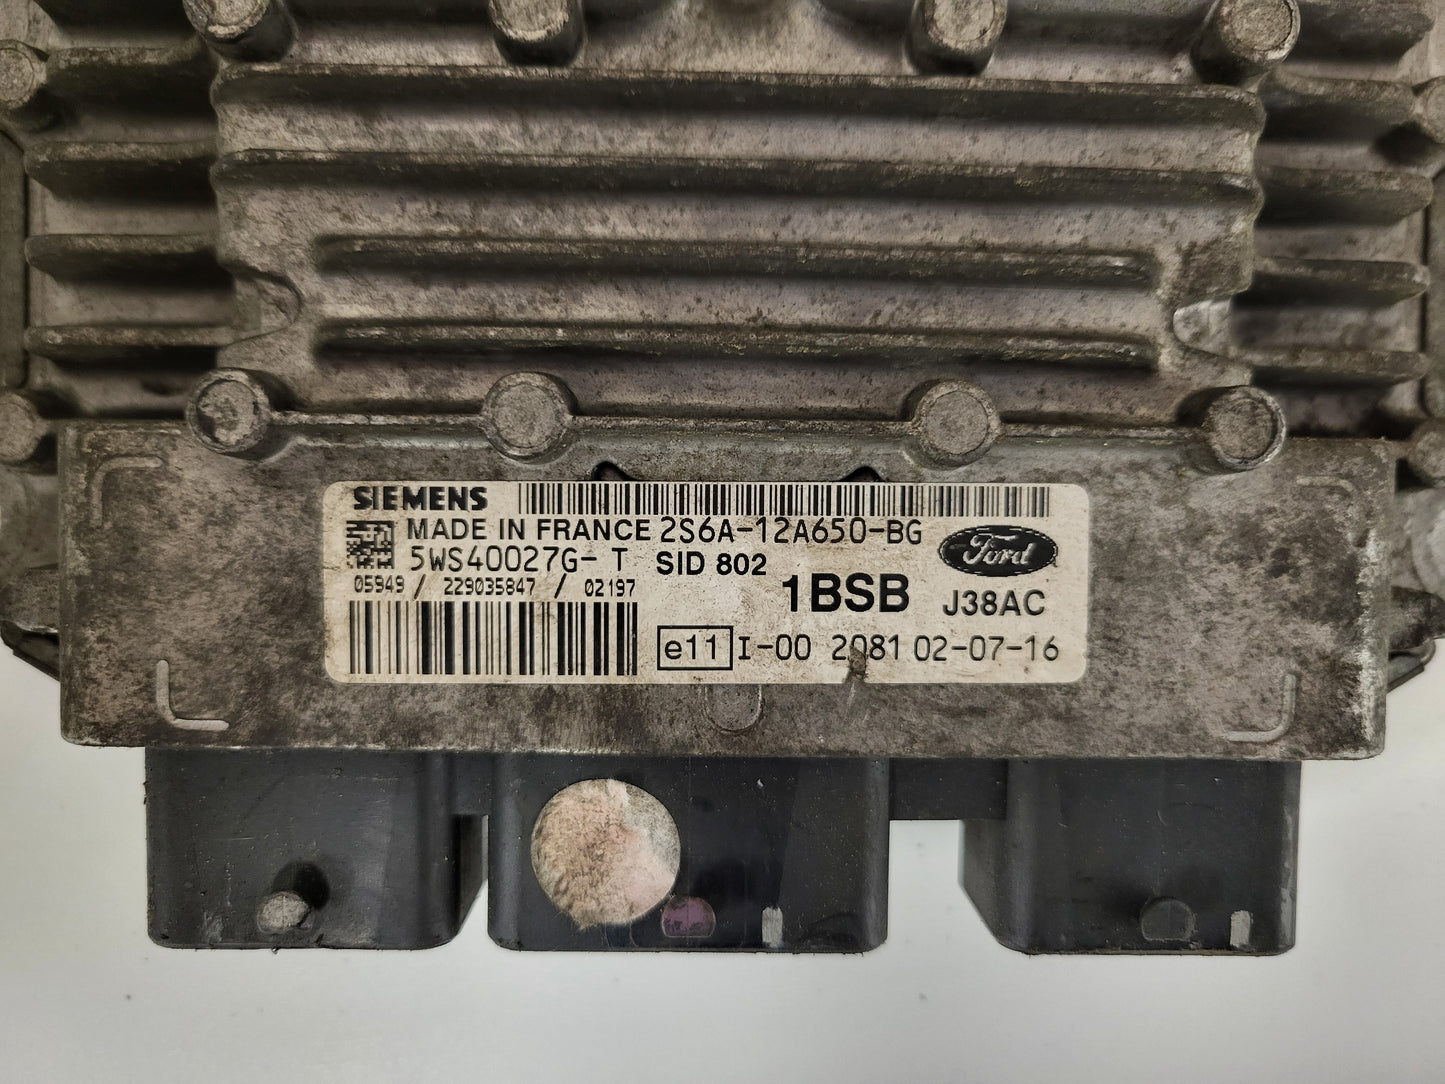 SIEMENS
MADE IN FRANCE 2S6A-12A650-BG
5WS40027G-T SID 802
Ford
05949 / 229035847 / 02197
1BSB J38AC
e11 I-00 2081 02-07-16